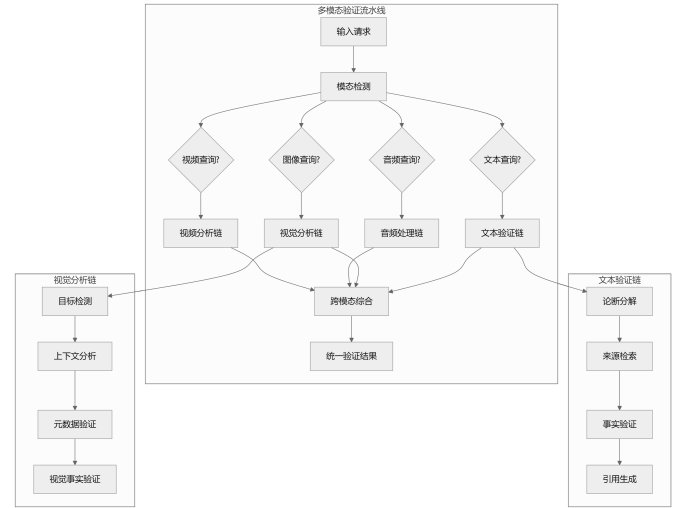 多模态验证流水线
输入请求
模态检测
视频查询?
图像查询?
音频查询?
文本查询?
视频分析链
视觉分析链
音频处理链
文本验证链
跨模态综合
统一验证结果
视觉分析链
目标检测
上下文分析
元数据验证
视觉事实验证
文本验证链
论断分解
来源检索
事实验证
引用生成